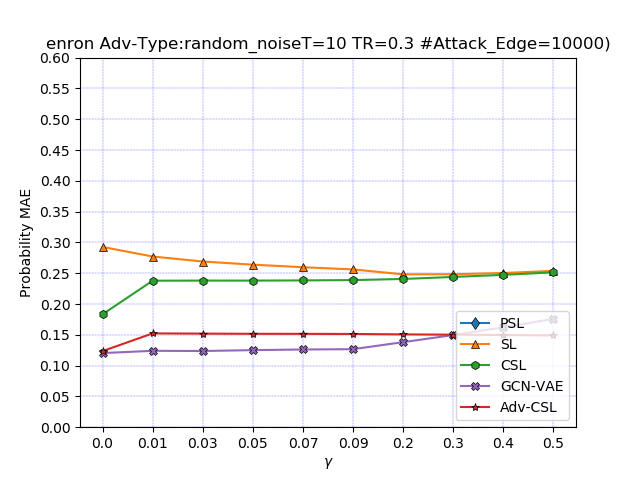 enron Adv-Type:random_noiseT=10 TR=0.3 #Attack_Edge=10000)
0.60
0.55
0.50
0.45
0.40
0.35
0.30
0.25
0.20
0.15
0.10
0.05
0.00
Probability MAE
PSL
SL
CSL
GCN-VAE
Adv-CSL
0.0 0.01 0.03 0.05 0.07 0.09 0.2 0.3 0.4 0.5
γ